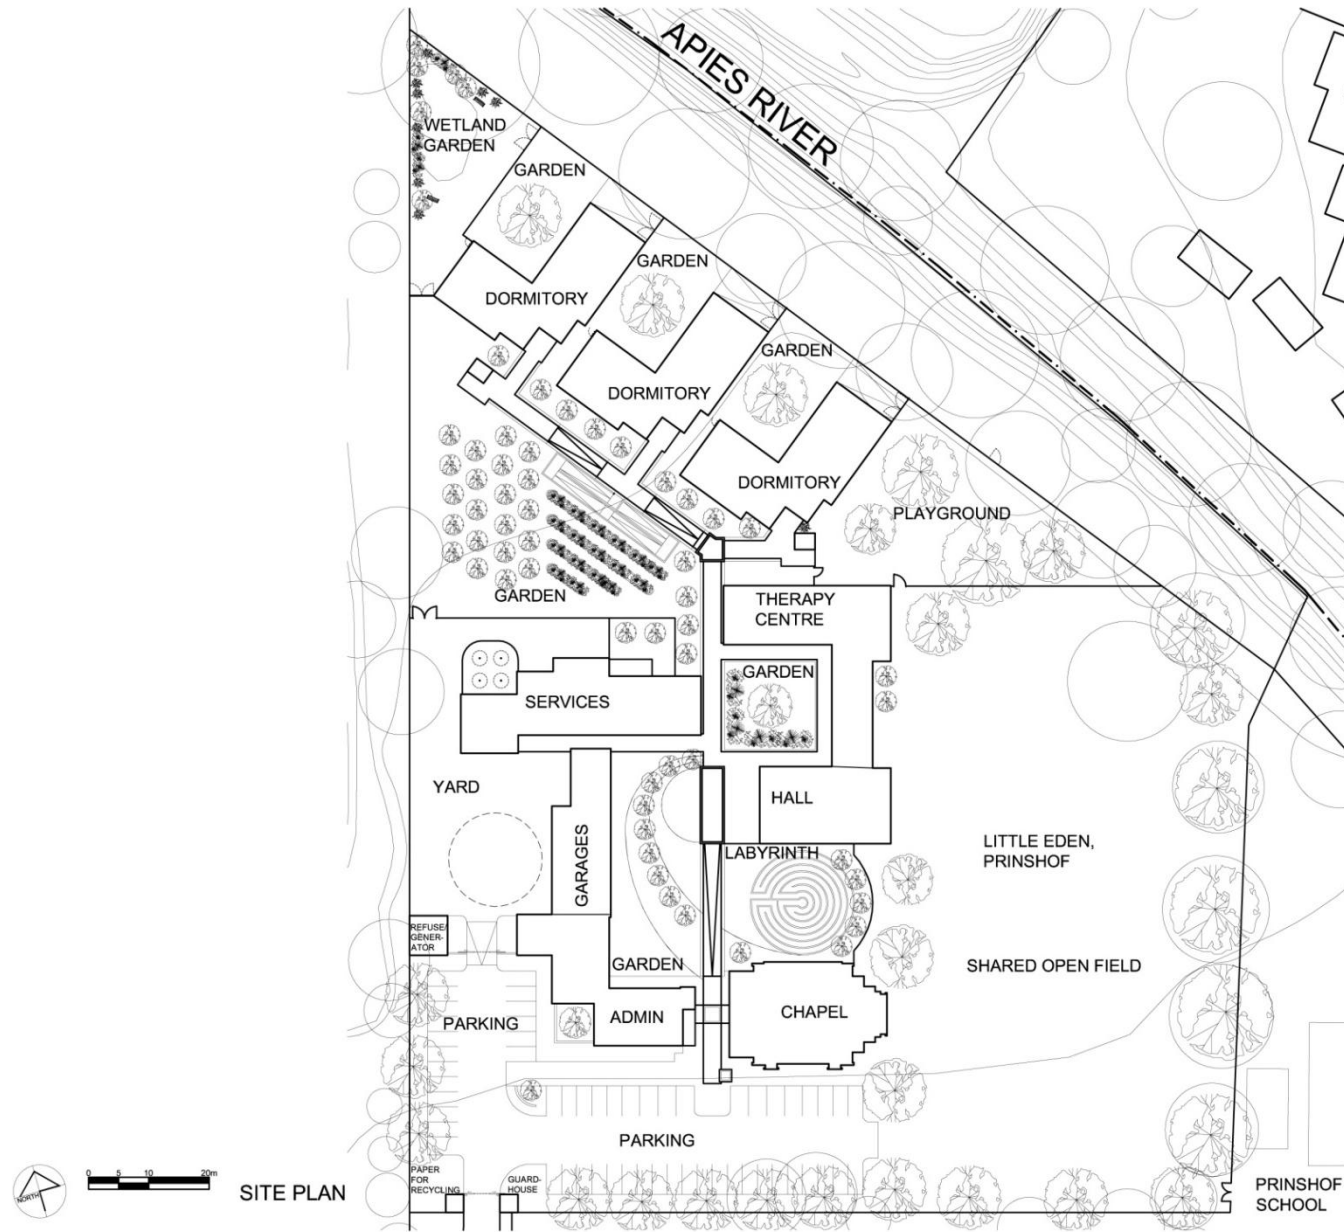 APIES RIVER
WETLAND
GARDEN
GARDEN
GARDEN
DORMITORY
GARDEN
DORMITORY
DORMITORY
PLAYGROUND
GARDEN
THERAPY
CENTRE
GARDEN
SERVICES
YARD
HALL
GARAGES
LABYRINTH
LITTLE EDEN,
PRINSHOF
REFUSE/
GENER-
ATOR
GARDEN
SHARED OPEN FIELD
PARKING
ADMIN
CHAPEL
PARKING
PAPER
FOR
RECYCLING
GUARD-
HOUSE
NORTH
0 5 10 20m
SITE PLAN
PRINSHOF
SCHOOL